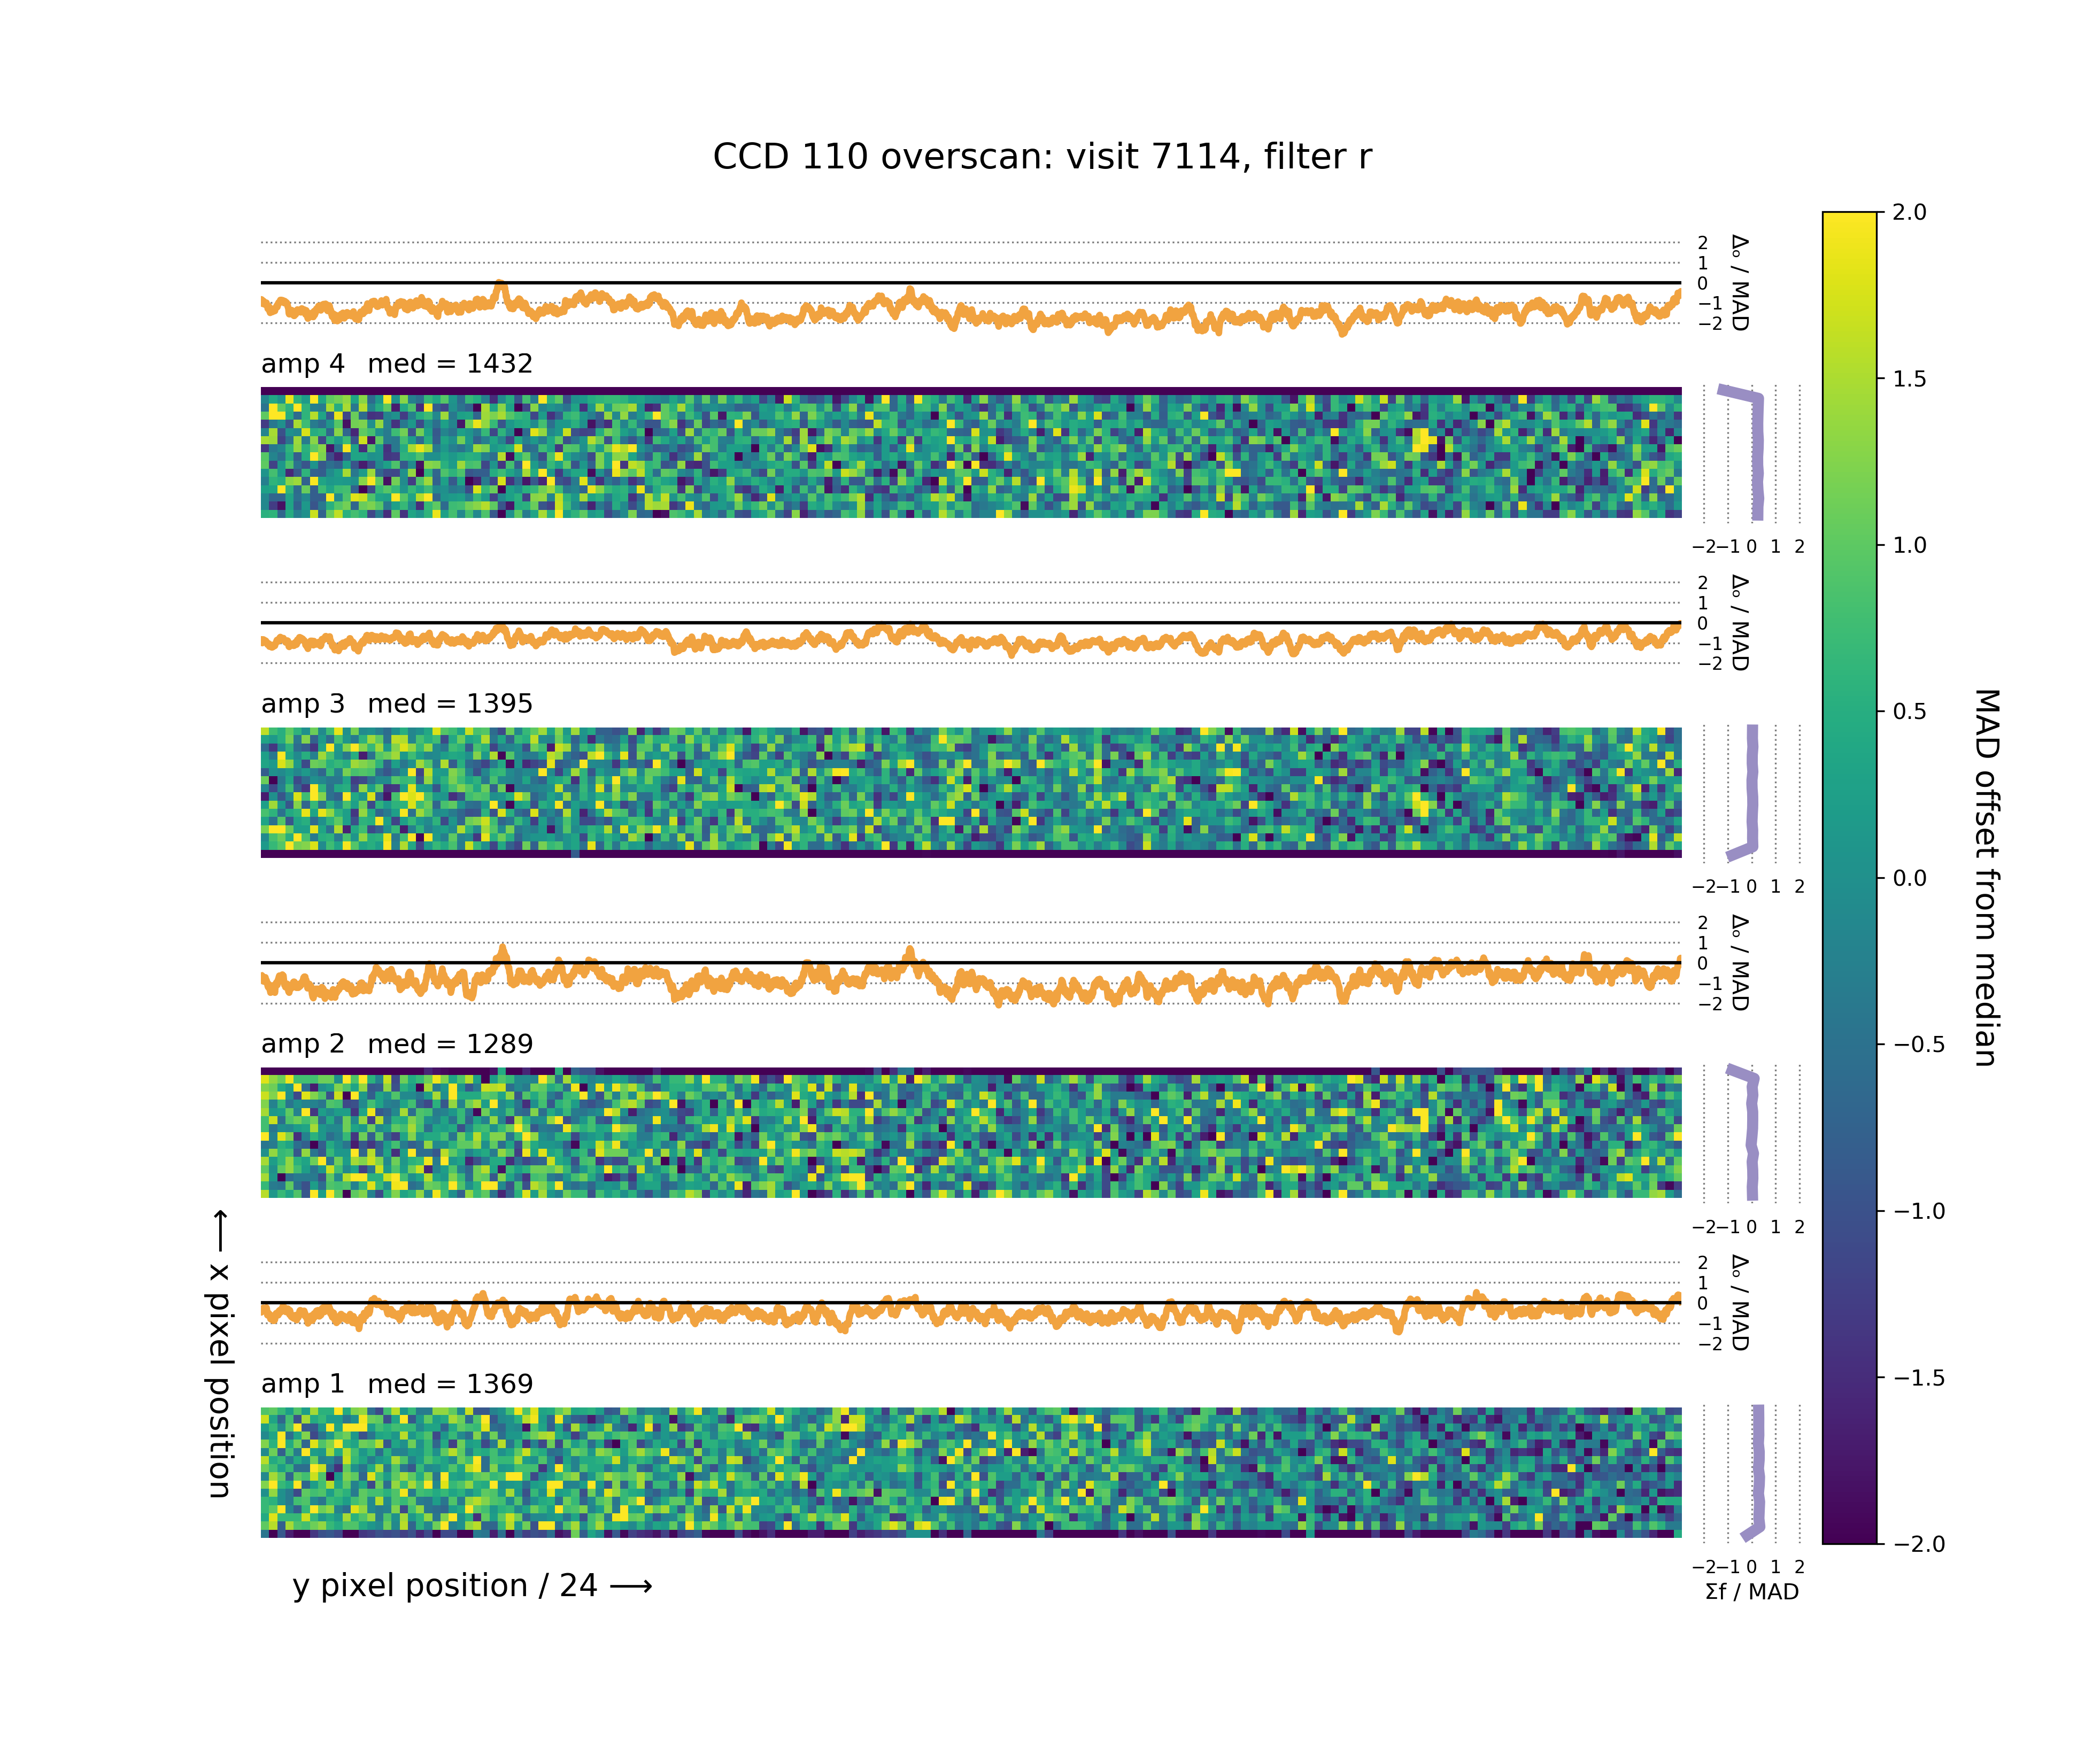 CCD 110 overscan: visit 7114, filter r
2
1
0
−1
−2
Δₒ / MAD
amp 4 med = 1432
−2 −1 0 1 2
2
1
0
−1
−2
Δₒ / MAD
amp 3 med = 1395
−2 −1 0 1 2
2
1
0
−1
−2
Δₒ / MAD
amp 2 med = 1289
−2 −1 0 1 2
2
1
0
−1
−2
Δₒ / MAD
amp 1 med = 1369
−2 −1 0 1 2
Σf / MAD
⟵ x pixel position
y pixel position / 24 ⟶
2.0
1.5
1.0
0.5
0.0
−0.5
−1.0
−1.5
−2.0
MAD offset from median